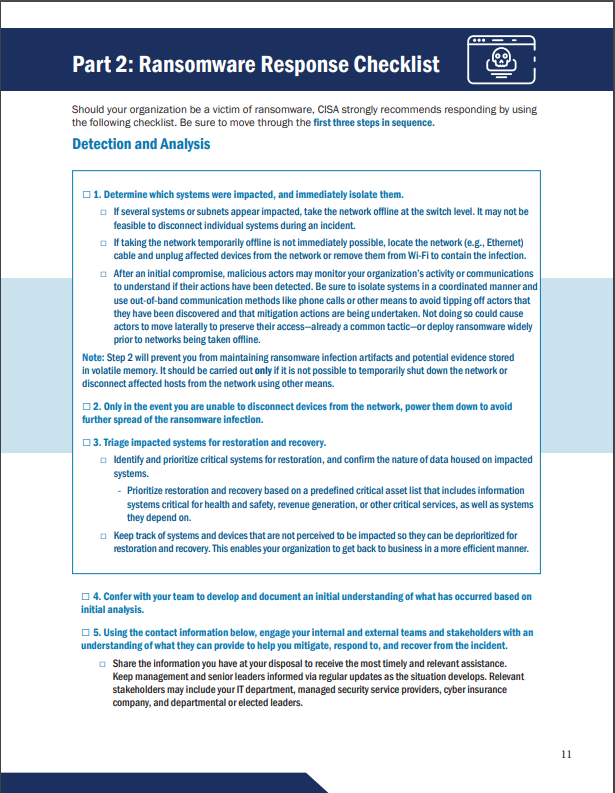 Part 2: Ransomware Response Checklist
Should your organization be a victim of ransomware, CISA strongly recommends responding by using
the following checklist. Be sure to move through the first three steps in sequence.
Detection and Analysis
☐ 1. Determine which systems were impacted, and immediately isolate them.
☐ If several systems or subnets appear impacted, take the network offline at the switch level. It may not be
feasible to disconnect individual systems during an incident.
☐ If taking the network temporarily offline is not immediately possible, locate the network (e.g., Ethernet)
cable and unplug affected devices from the network or remove them from Wi-Fi to contain the infection.
☐ After an initial compromise, malicious actors may monitor your organization's activity or communications
to understand if their actions have been detected. Be sure to isolate systems in a coordinated manner and
use out-of-band communication methods like phone calls or other means to avoid tipping off actors that
they have been discovered and that mitigation actions are being undertaken. Not doing so could cause
actors to move laterally to preserve their access—already a common tactic—or deploy ransomware widely
prior to networks being taken offline.
Note: Step 2 will prevent you from maintaining ransomware infection artifacts and potential evidence stored
in volatile memory. It should be carried out only if it is not possible to temporarily shut down the network or
disconnect affected hosts from the network using other means.
☐ 2. Only in the event you are unable to disconnect devices from the network, power them down to avoid
further spread of the ransomware infection.
☐ 3. Triage impacted systems for restoration and recovery.
☐ Identify and prioritize critical systems for restoration, and confirm the nature of data housed on impacted
systems.
- Prioritize restoration and recovery based on a predefined critical asset list that includes information
systems critical for health and safety, revenue generation, or other critical services, as well as systems
they depend on.
☐ Keep track of systems and devices that are not perceived to be impacted so they can be deprioritized for
restoration and recovery. This enables your organization to get back to business in a more efficient manner.
☐ 4. Confer with your team to develop and document an initial understanding of what has occurred based on
initial analysis.
☐ 5. Using the contact information below, engage your internal and external teams and stakeholders with an
understanding of what they can provide to help you mitigate, respond to, and recover from the incident.
☐ Share the information you have at your disposal to receive the most timely and relevant assistance.
Keep management and senior leaders informed via regular updates as the situation develops. Relevant
stakeholders may include your IT department, managed security service providers, cyber insurance
company, and departmental or elected leaders.
11